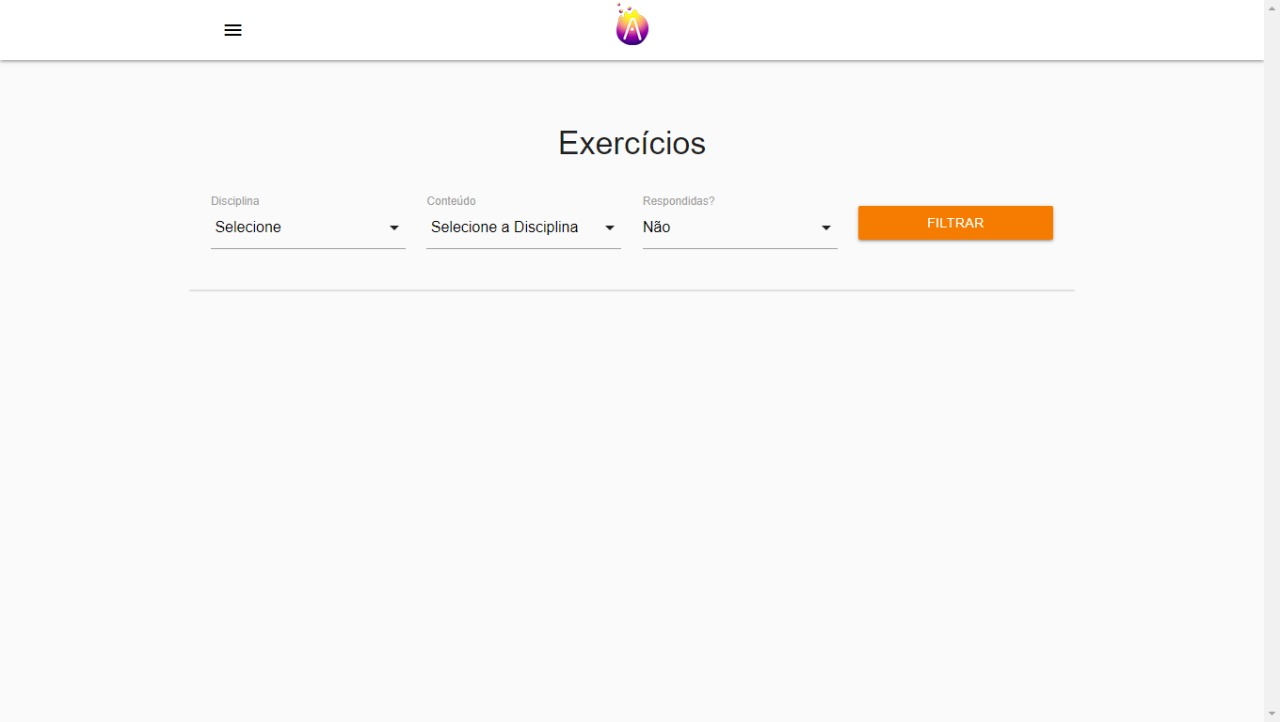 Exercícios
Disciplina
Selecione
Conteúdo
Selecione a Disciplina
Respondidas?
Não
FILTRAR